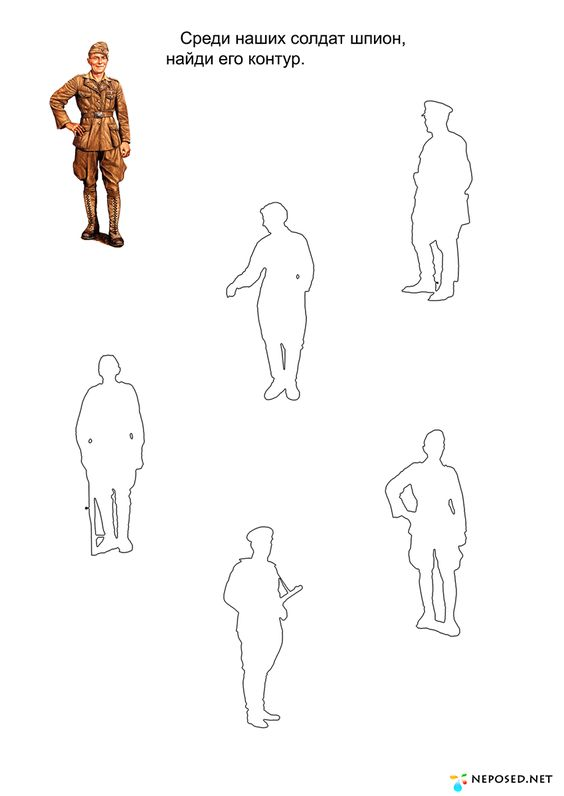 Среди наших солдат шпион,
найди его контур.
NEPOSED.NET